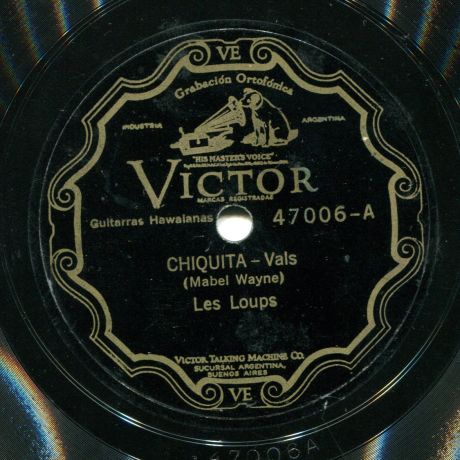 VE
Grabación Ortofónica
INDUSTRIA ARGENTINA
"HIS MASTER'S VOICE"
VICTOR
MARCAS REGISTRADAS
Guitarras Hawaianas 47006-A
CHIQUITA - Vals
(Mabel Wayne)
Les Loups
VICTOR TALKING MACHINE CO.
SUCURSAL ARGENTINA,
BUENOS AIRES
VE
47006A